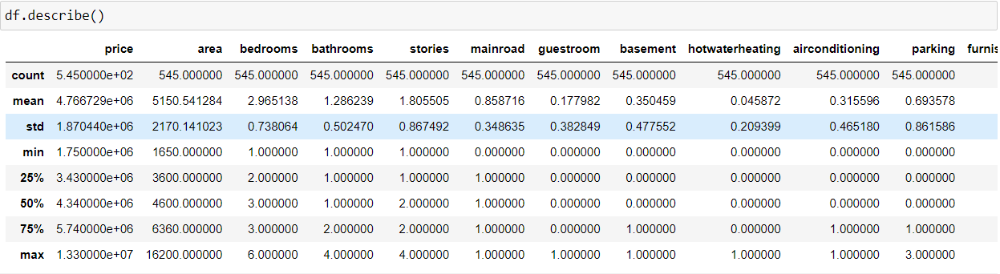 df.describe()
price area bedrooms bathrooms stories mainroad guestroom basement hotwaterheating airconditioning parking furnis
count 5.450000e+02 545.000000 545.000000 545.000000 545.000000 545.000000 545.000000 545.000000 545.000000 545.000000 545.000000
mean 4.766729e+06 5150.541284 2.965138 1.286239 1.805505 0.858716 0.177982 0.350459 0.045872 0.315596 0.693578
std 1.870440e+06 2170.141023 0.738064 0.502470 0.867492 0.348635 0.382849 0.477552 0.209399 0.465180 0.861586
min 1.750000e+06 1650.000000 1.000000 1.000000 1.000000 0.000000 0.000000 0.000000 0.000000 0.000000 0.000000
25% 3.430000e+06 3600.000000 2.000000 1.000000 1.000000 1.000000 0.000000 0.000000 0.000000 0.000000 0.000000
50% 4.340000e+06 4600.000000 3.000000 1.000000 2.000000 1.000000 0.000000 0.000000 0.000000 0.000000 0.000000
75% 5.740000e+06 6360.000000 3.000000 2.000000 2.000000 1.000000 0.000000 1.000000 0.000000 1.000000 1.000000
max 1.330000e+07 16200.000000 6.000000 4.000000 4.000000 1.000000 1.000000 1.000000 1.000000 1.000000 3.000000